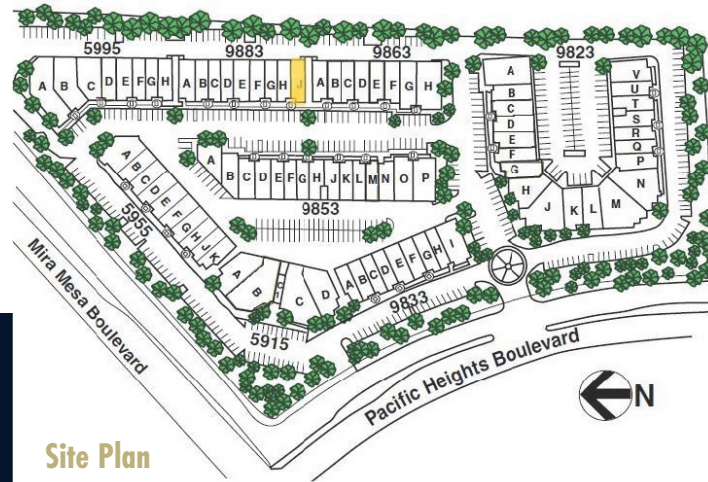 5995 9883 9863 9823
A B C D E F G H A B C D E F G H J A B C D E F G H
A B C D E F G H J K L M N O P
9853
A B C D E F G H J K
5955
A B C D
5915
A B C D E F G H I
9833
A B C D E F G H J K L M N P Q R S T U V
Mira Mesa Boulevard
Pacific Heights Boulevard
N
Site Plan